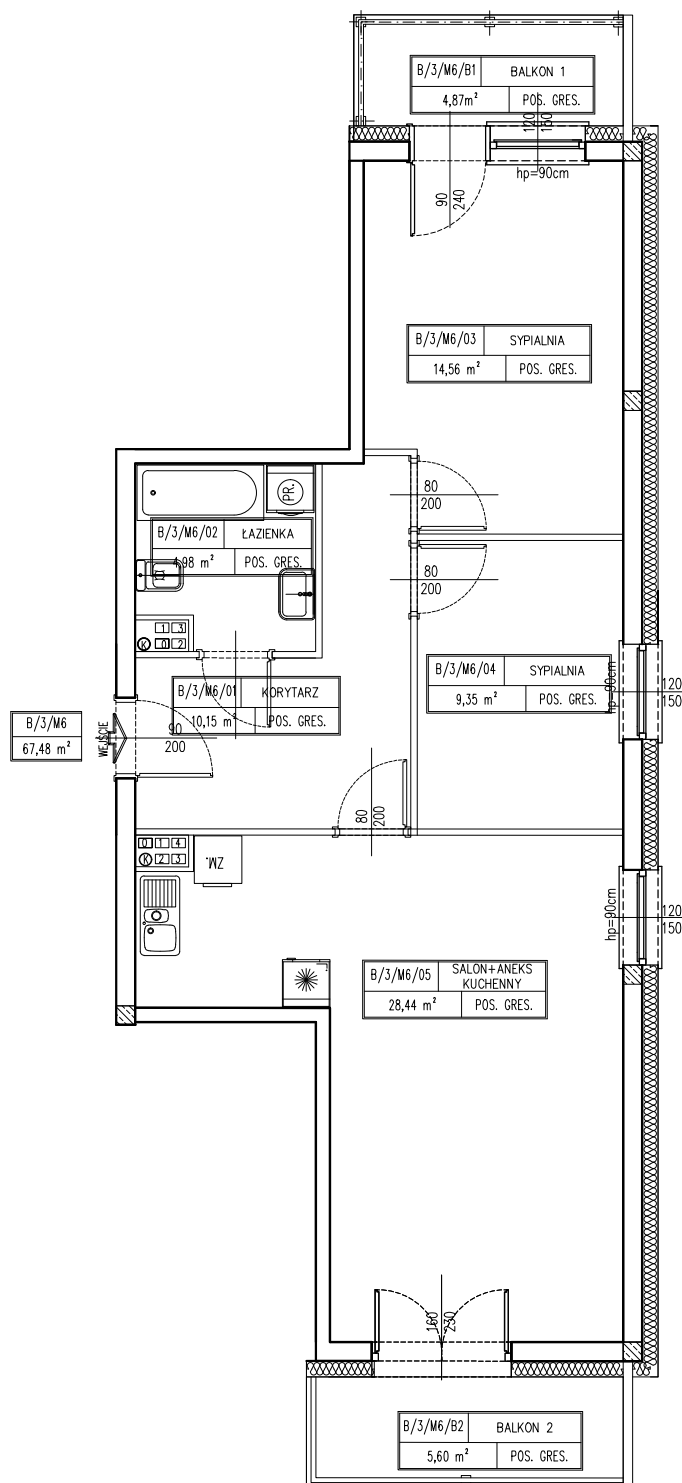 B/3/M6/B1 BALKON 1
4,87m² POS. GRES.
120
150
hp=90cm
90
240
B/3/M6/03 SYPIALNIA
14,56 m² POS. GRES.
80
200
PR.
B/3/M6/02 ŁAZIENKA
4,98 m² POS. GRES.
80
200
1 3
K 0 2
B/3/M6/04 SYPIALNIA
9,35 m² POS. GRES.
hp=90cm
120
150
B/3/M6/01 KORYTARZ
10,15 m² POS. GRES.
B/3/M6
67,48 m²
WEJŚCIE
90
200
80
200
0 1 4
K 2 3
ZM.
hp=90cm
120
150
B/3/M6/05 SALON+ANEKS
KUCHENNY
28,44 m² POS. GRES.
160
230
B/3/M6/B2 BALKON 2
5,60 m² POS. GRES.